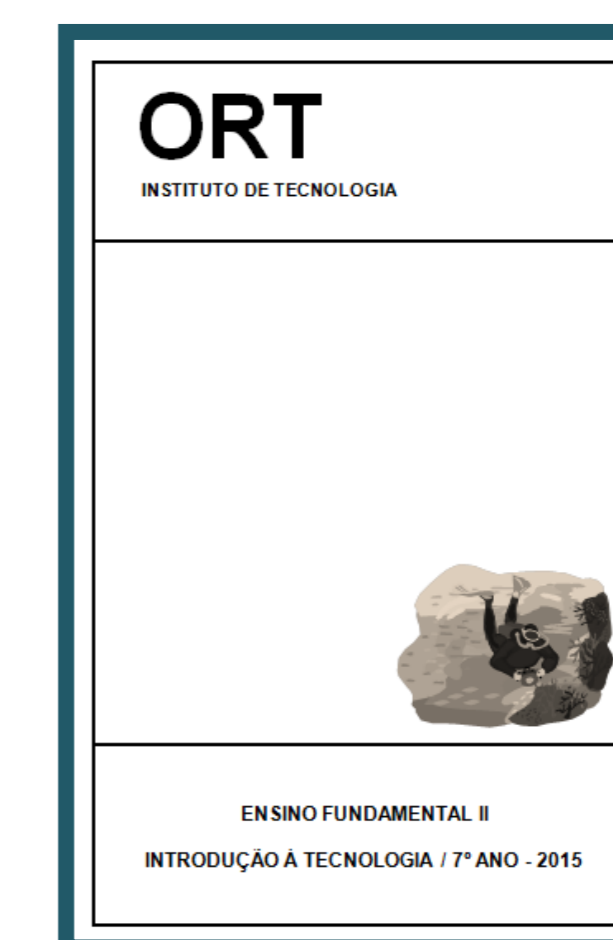 ORT
INSTITUTO DE TECNOLOGIA
ENSINO FUNDAMENTAL II
INTRODUÇÃO À TECNOLOGIA / 7º ANO - 2015